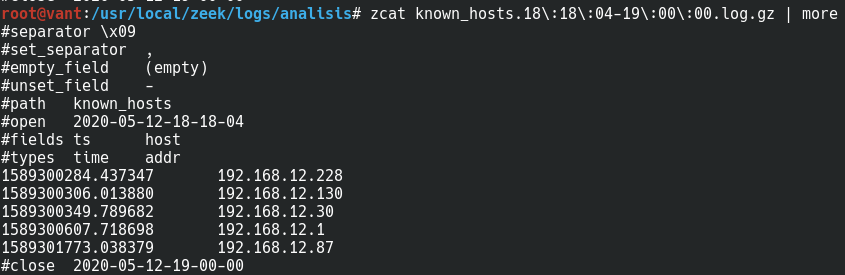 root@vant:/usr/local/zeek/logs/analisis# zcat known_hosts.18\:18\:04-19\:00\:00.log.gz | more
#separator \x09
#set_separator  ,
#empty_field    (empty)
#unset_field    -
#path   known_hosts
#open   2020-05-12-18-18-04
#fields ts      host
#types  time    addr
1589300284.437347       192.168.12.228
1589300306.013880       192.168.12.130
1589300349.789682       192.168.12.30
1589300607.718698       192.168.12.1
1589301773.038379       192.168.12.87
#close  2020-05-12-19-00-00